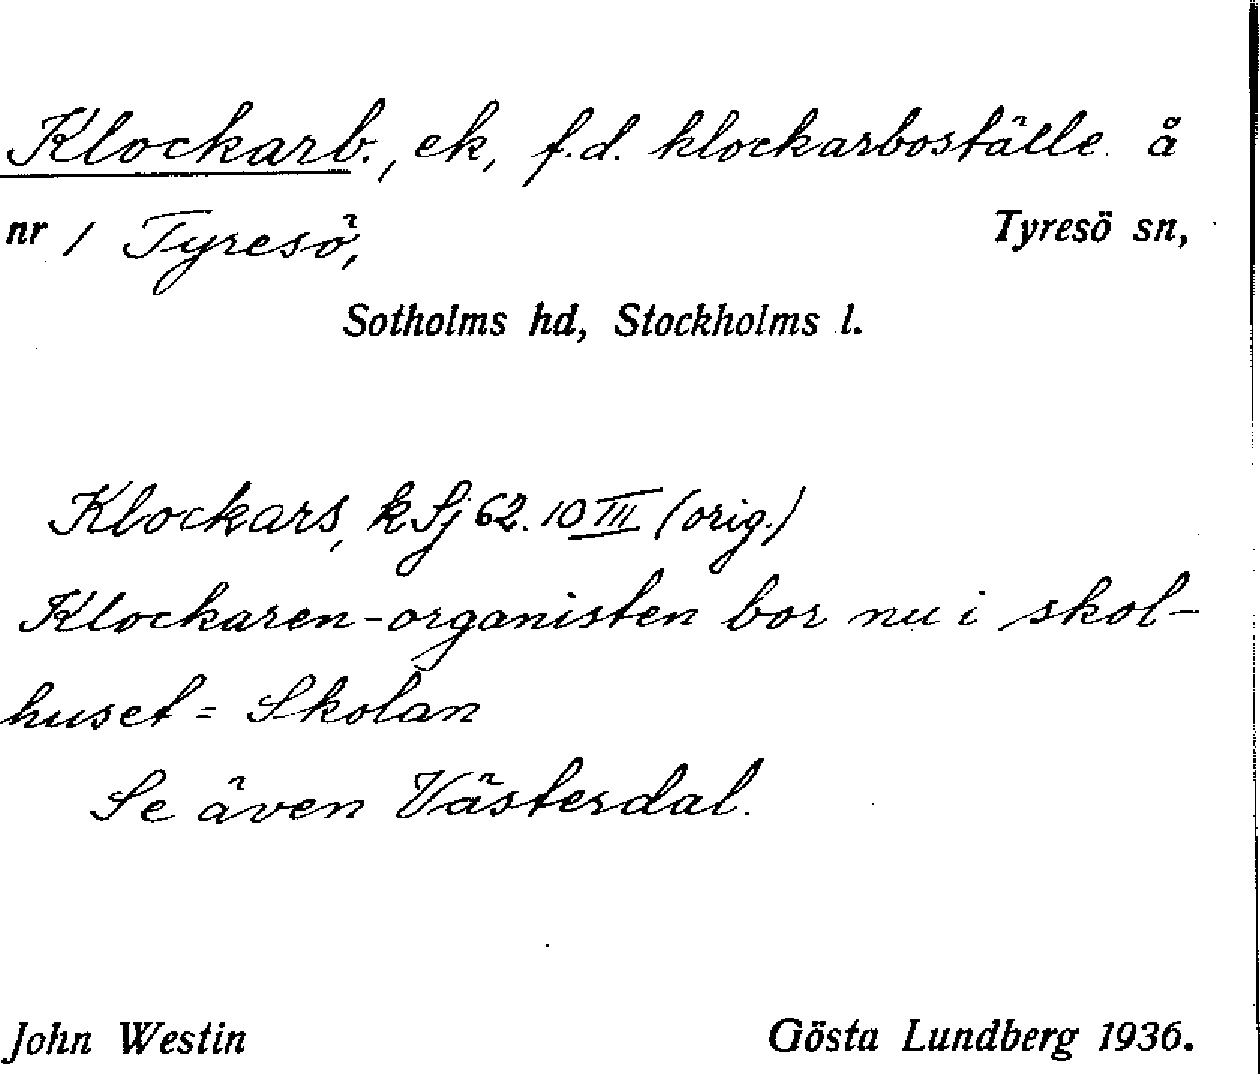 Klockarb., ek, f.d. klockarboställe å
nr 1 Tyresö, Tyresö sn,
Sotholms hd, Stockholms l.
Klockars, k Sj 62. 10 III (orig.)
Klockaren-organisten bor nu i skol-
huset = Skolan
Se även Västerdal.
John Westin Gösta Lundberg 1936.